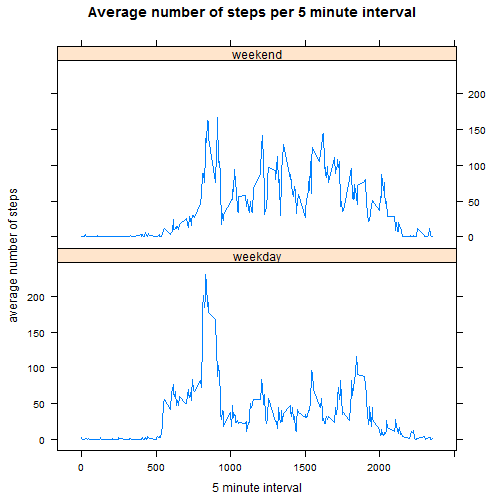 Average number of steps per 5 minute interval
weekend
200
150
100
50
0
weekday
200
150
100
50
0
average number of steps
0 500 1000 1500 2000
5 minute interval